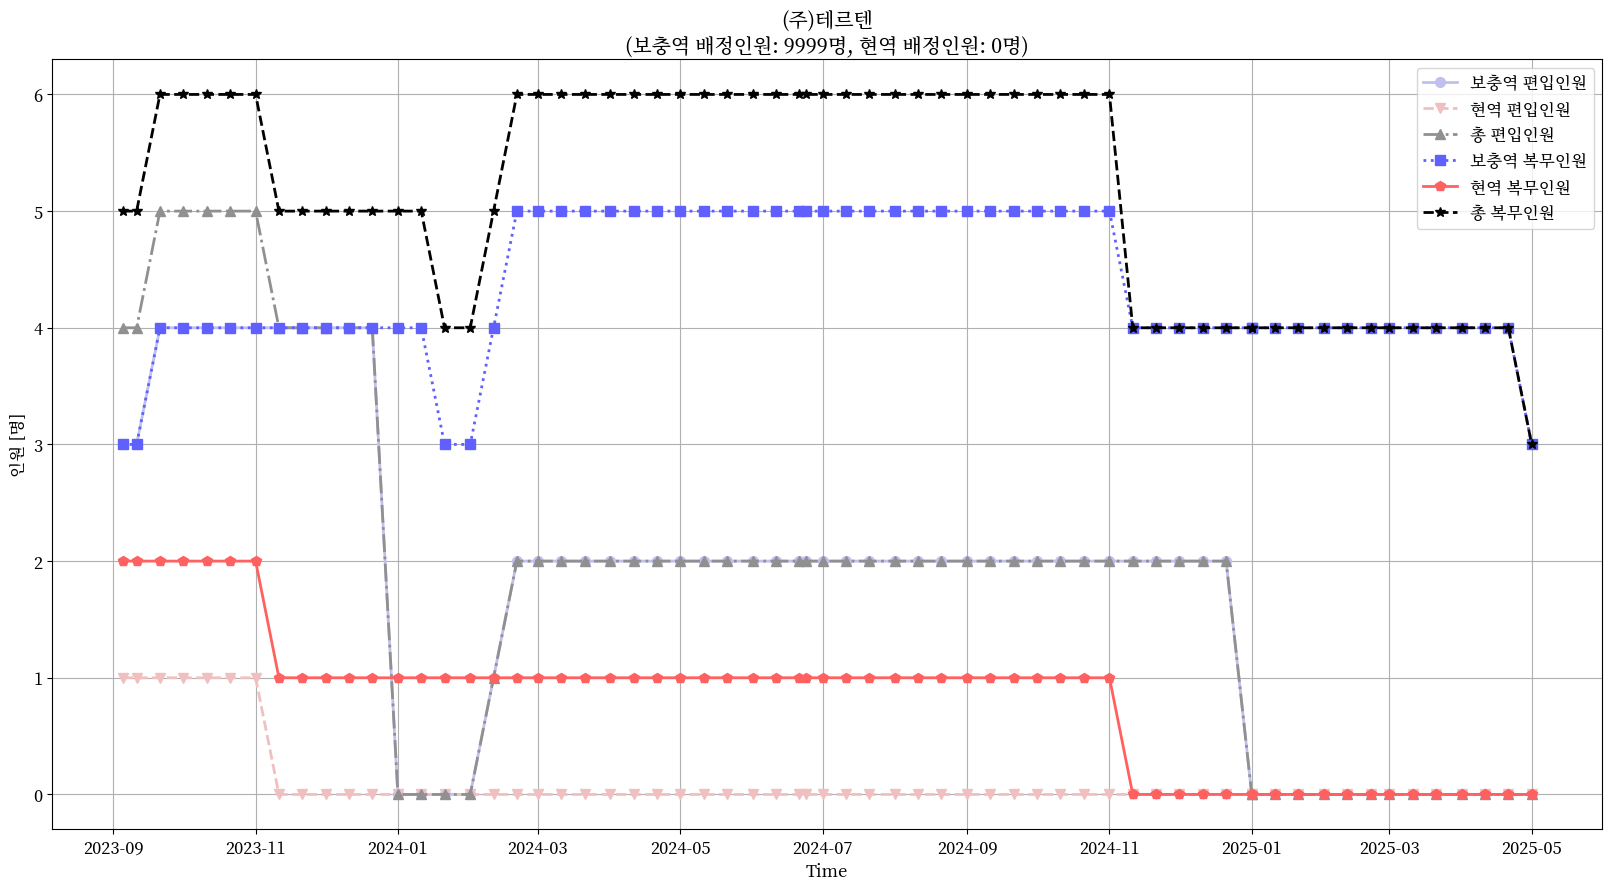 (주)테르텐
(보충역 배정인원: 9999명, 현역 배정인원: 0명)
보충역 편입인원
현역 편입인원
총 편입인원
보충역 복무인원
현역 복무인원
총 복무인원
인원 [명]
6
5
4
3
2
1
0
2023-09 2023-11 2024-01 2024-03 2024-05 2024-07 2024-09 2024-11 2025-01 2025-03 2025-05
Time